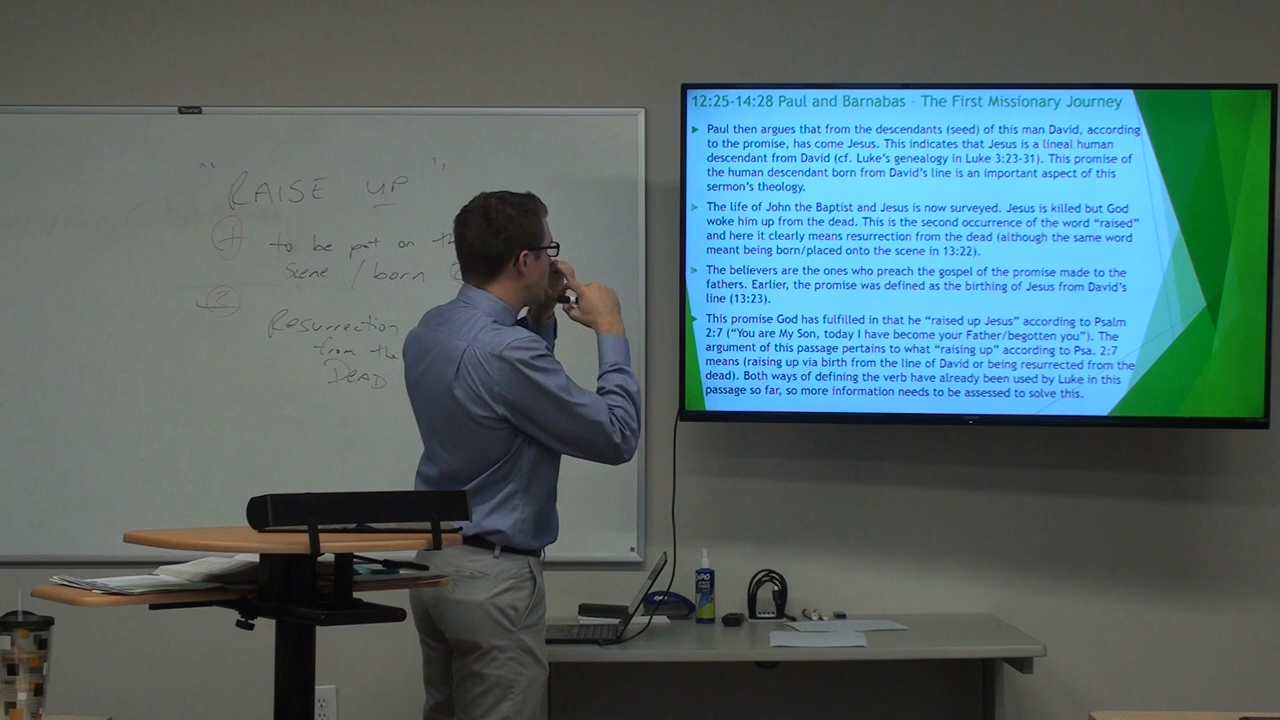 " RAISE UP "
1 to be put on th
scene / born
2
Resurrection
from the
DEAD
12:25-14:28 Paul and Barnabas - The First Missionary Journey
Paul then argues that from the descendants (seed) of this man David, according
to the promise, has come Jesus. This indicates that Jesus is a lineal human
descendant from David (cf. Luke's genealogy in Luke 3:23-31). This promise of
the human descendant born from David's line is an important aspect of this
sermon's theology.
The life of John the Baptist and Jesus is now surveyed. Jesus is killed but God
woke him up from the dead. This is the second occurrence of the word "raised"
and here it clearly means resurrection from the dead (although the same word
meant being born/placed onto the scene in 13:22).
The believers are the ones who preach the gospel of the promise made to the
fathers. Earlier, the promise was defined as the birthing of Jesus from David's
line (13:23).
This promise God has fulfilled in that he "raised up Jesus" according to Psalm
2:7 ("You are My Son, today I have become your Father/begotten you"). The
argument of this passage pertains to what "raising up" according to Psa. 2:7
means (raising up via birth from the line of David or being resurrected from the
dead). Both ways of defining the verb have already been used by Luke in this
passage so far, so more information needs to be assessed to solve this.
EXPO